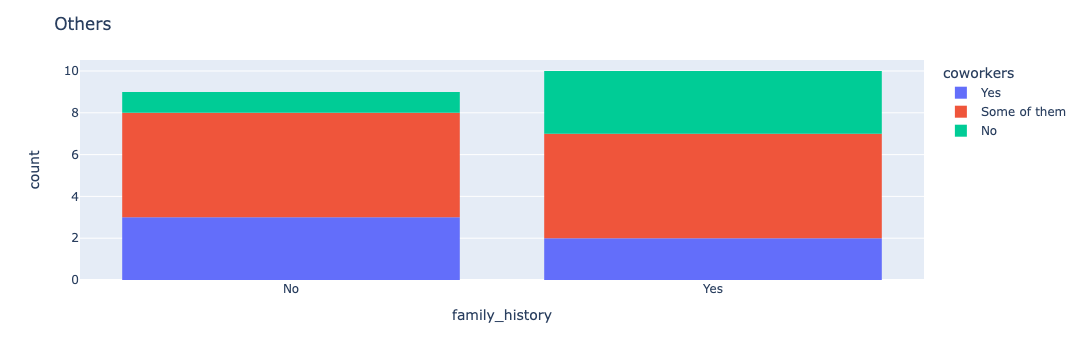 Others
10
8
6
4
2
0
count
No
Yes
family_history
coworkers
Yes
Some of them
No